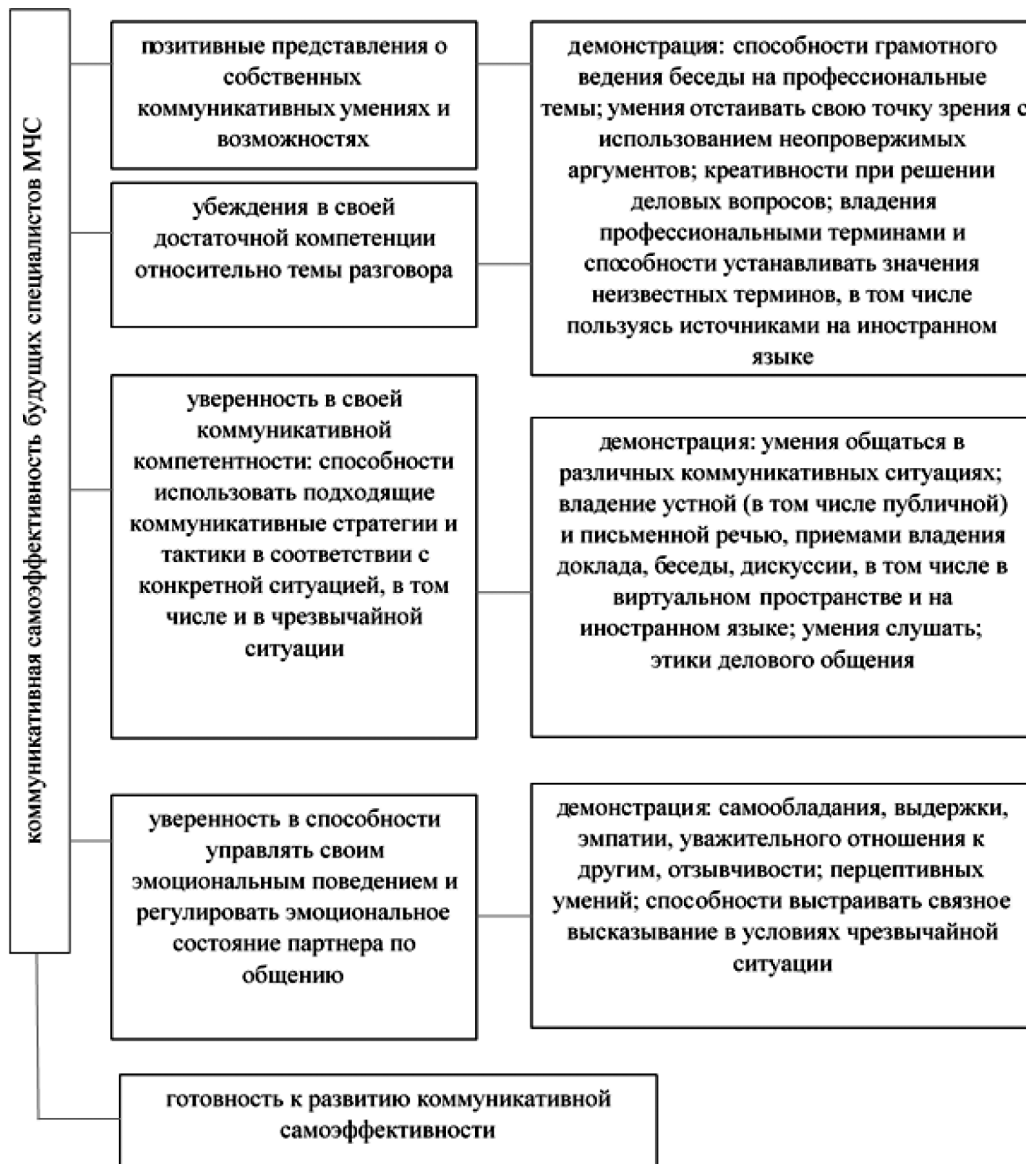 коммуникативная самоэффективность будущих специалистов МЧС
позитивные представления о
собственных
коммуникативных умениях и
возможностях
демонстрация: способности грамотного
ведения беседы на профессиональные
темы; умения отстаивать свою точку зрения с
использованием неопровержимых
аргументов; креативности при решении
деловых вопросов; владения
профессиональными терминами и
способности устанавливать значения
неизвестных терминов, в том числе
пользуясь источниками на иностранном
языке
убеждения в своей
достаточной компетенции
относительно темы разговора
уверенность в своей
коммуникативной
компетентности: способности
использовать подходящие
коммуникативные стратегии и
тактики в соответствии с
конкретной ситуацией, в том
числе и в чрезвычайной
ситуации
демонстрация: умения общаться в
различных коммуникативных ситуациях;
владение устной (в том числе публичной)
и письменной речью, приемами владения
доклада, беседы, дискуссии, в том числе в
виртуальном пространстве и на
иностранном языке; умения слушать;
этики делового общения
уверенность в способности
управлять своим
эмоциональным поведением и
регулировать эмоциональное
состояние партнера по
общению
демонстрация: самообладания, выдержки,
эмпатии, уважительного отношения к
другим, отзывчивости; перцептивных
умений; способности выстраивать связное
высказывание в условиях чрезвычайной
ситуации
готовность к развитию коммуникативной
самоэффективности